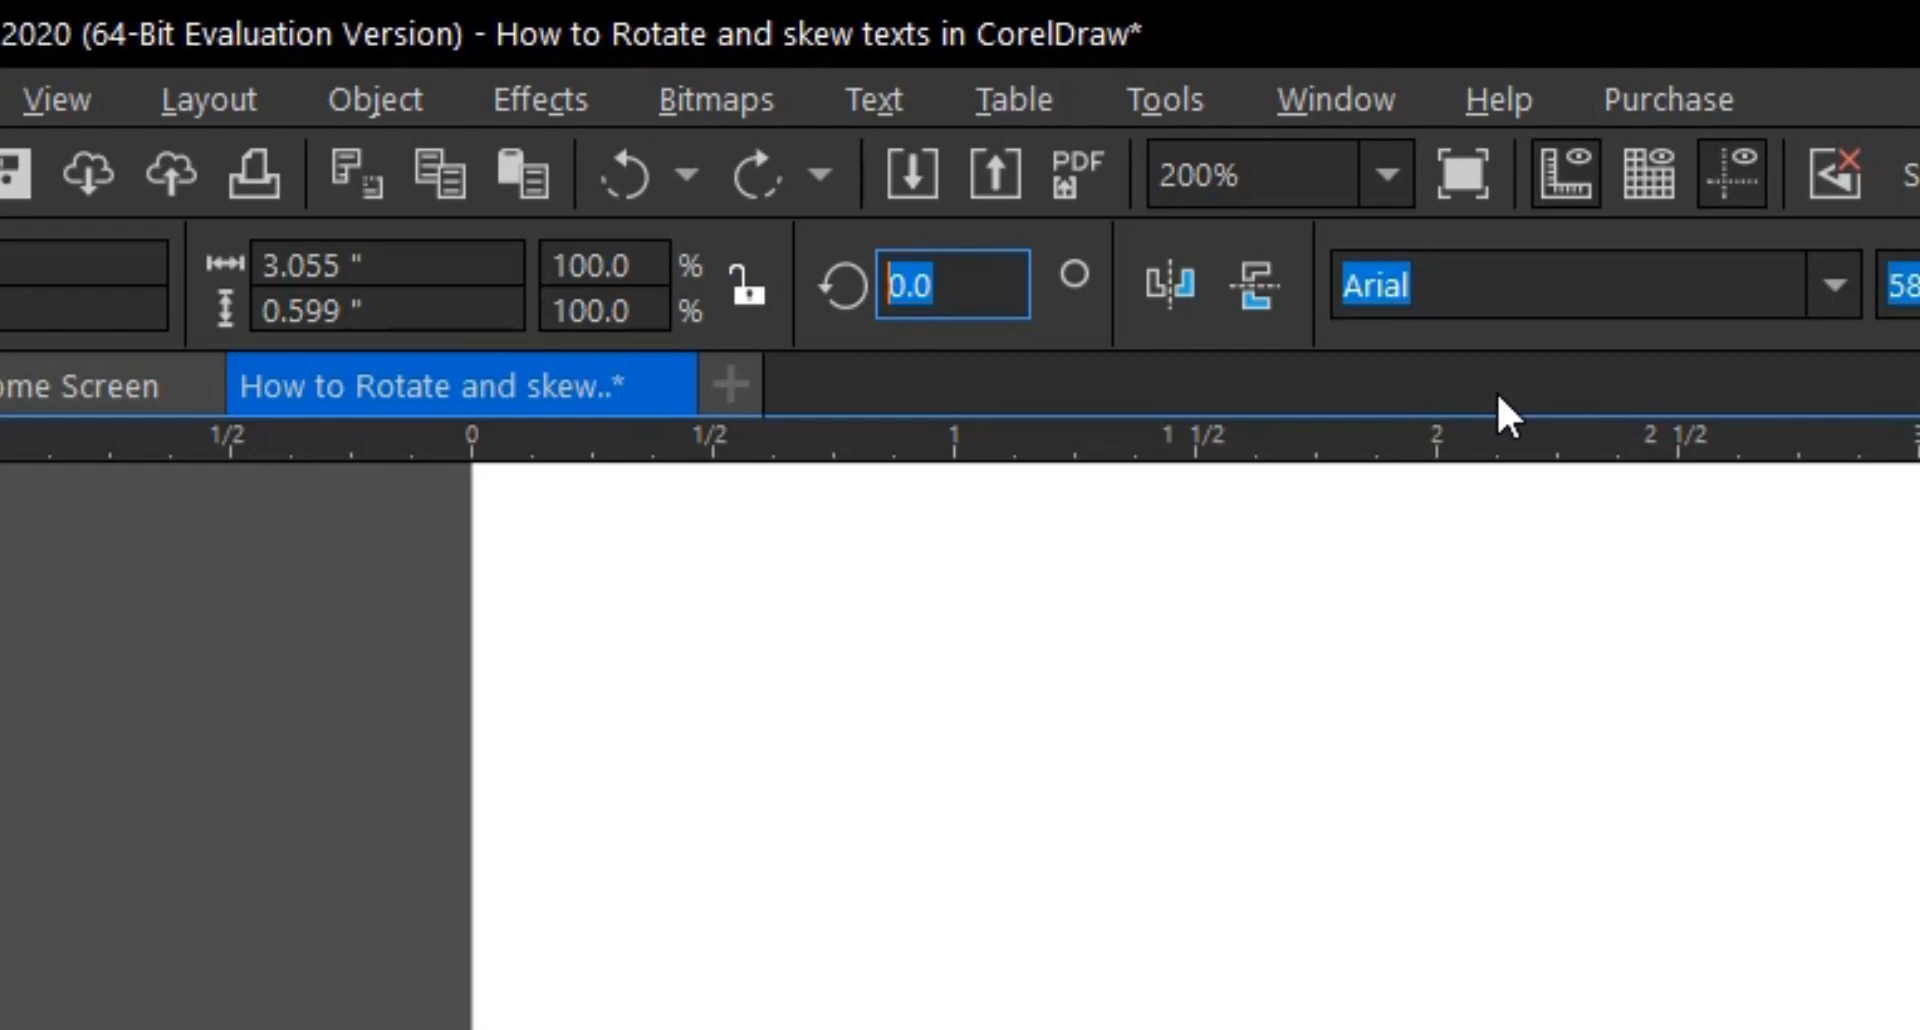 2020 (64-Bit Evaluation Version) - How to Rotate and skew texts in CorelDraw*
View Layout Object Effects Bitmaps Text Table Tools Window Help Purchase
PDF 200% S
3.055 " 100.0 %
0.599 " 100.0 %
0.0 Arial 58
ome Screen How to Rotate and skew..*
1/2 0 1/2 1 1 1/2 2 2 1/2